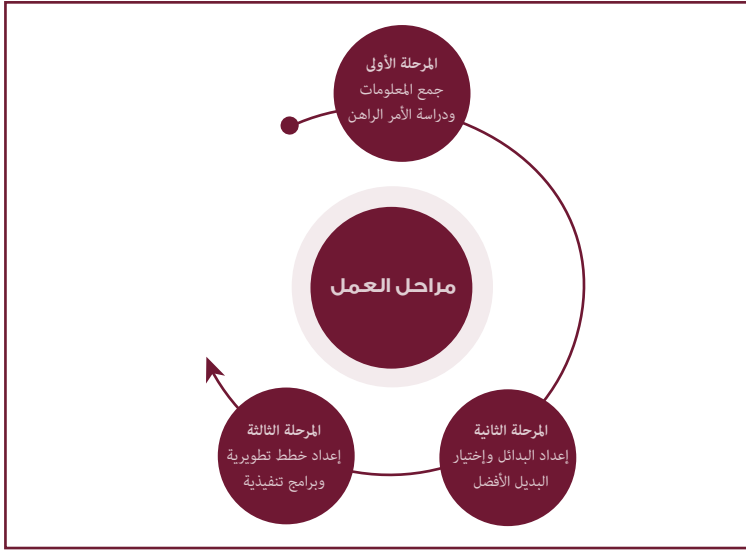 المرحلة الأولى
جمع المعلومات
ودراسة الأمر الراهن
مراحل العمل
المرحلة الثانية
إعداد البدائل وإختيار
البديل الأفضل
المرحلة الثالثة
إعداد خطط تطويرية
وبرامج تنفيذية